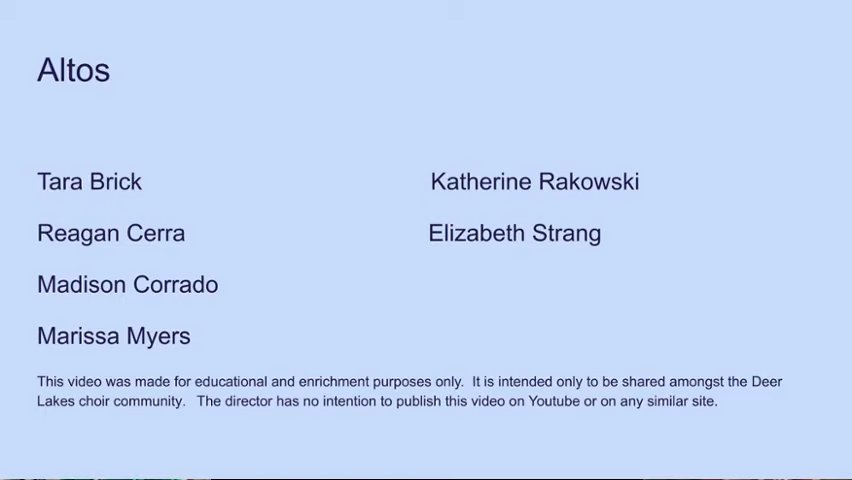 Altos
Tara Brick
Reagan Cerra
Madison Corrado
Marissa Myers
Katherine Rakowski
Elizabeth Strang
This video was made for educational and enrichment purposes only.  It is intended only to be shared amongst the Deer
Lakes choir community.   The director has no intention to publish this video on Youtube or on any similar site.